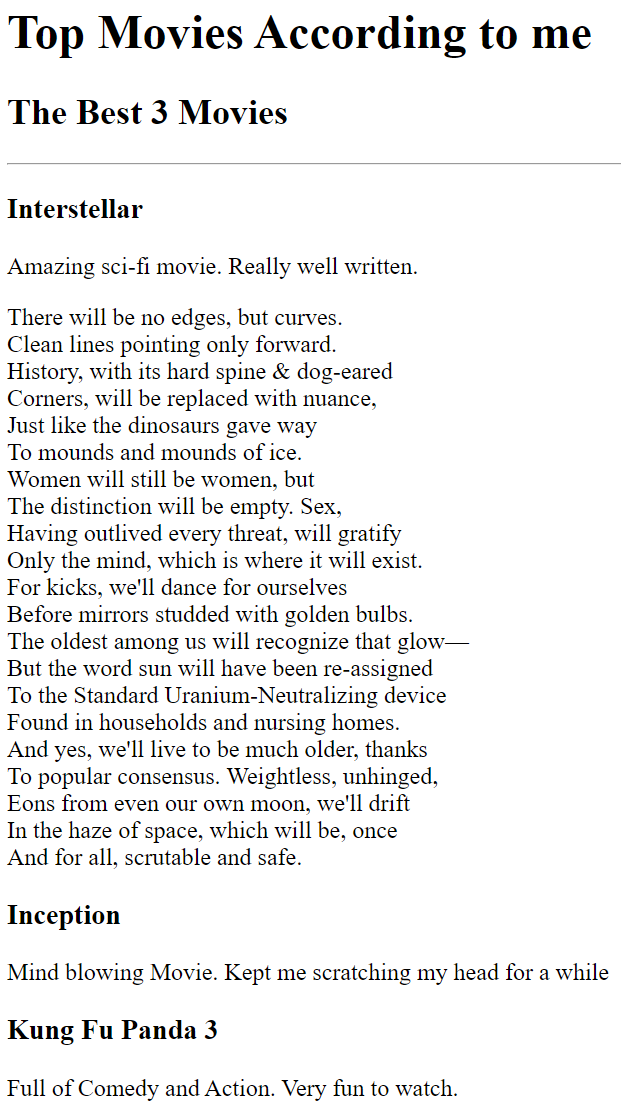 Top Movies According to me
The Best 3 Movies
Interstellar
Amazing sci-fi movie. Really well written.
There will be no edges, but curves.
Clean lines pointing only forward.
History, with its hard spine & dog-eared
Corners, will be replaced with nuance,
Just like the dinosaurs gave way
To mounds and mounds of ice.
Women will still be women, but
The distinction will be empty. Sex,
Having outlived every threat, will gratify
Only the mind, which is where it will exist.
For kicks, we'll dance for ourselves
Before mirrors studded with golden bulbs.
The oldest among us will recognize that glow—
But the word sun will have been re-assigned
To the Standard Uranium-Neutralizing device
Found in households and nursing homes.
And yes, we'll live to be much older, thanks
To popular consensus. Weightless, unhinged,
Eons from even our own moon, we'll drift
In the haze of space, which will be, once
And for all, scrutable and safe.
Inception
Mind blowing Movie. Kept me scratching my head for a while
Kung Fu Panda 3
Full of Comedy and Action. Very fun to watch.